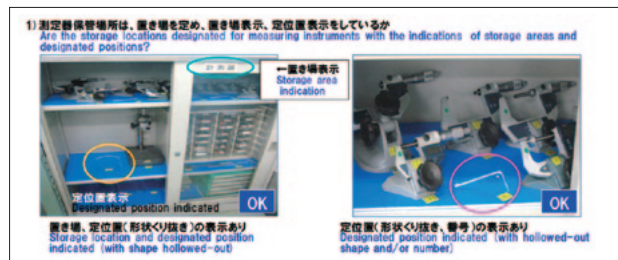 1) 測定器保管場所は、置き場を定め、置き場表示、定位置表示をしているか
Are the storage locations designated for measuring instruments with the indications of storage areas and
designated positions?
計測器
←置き場表示
Storage area
indication
定位置表示
Designated position indicated
OK
OK
置き場、定位置(形状くり抜き)の表示あり
Storage location and designated position
indicated (with shape hollowed-out)
定位置(形状くり抜き、番号)の表示あり
Designated position indicated (with hollowed-out
shape and/or number)